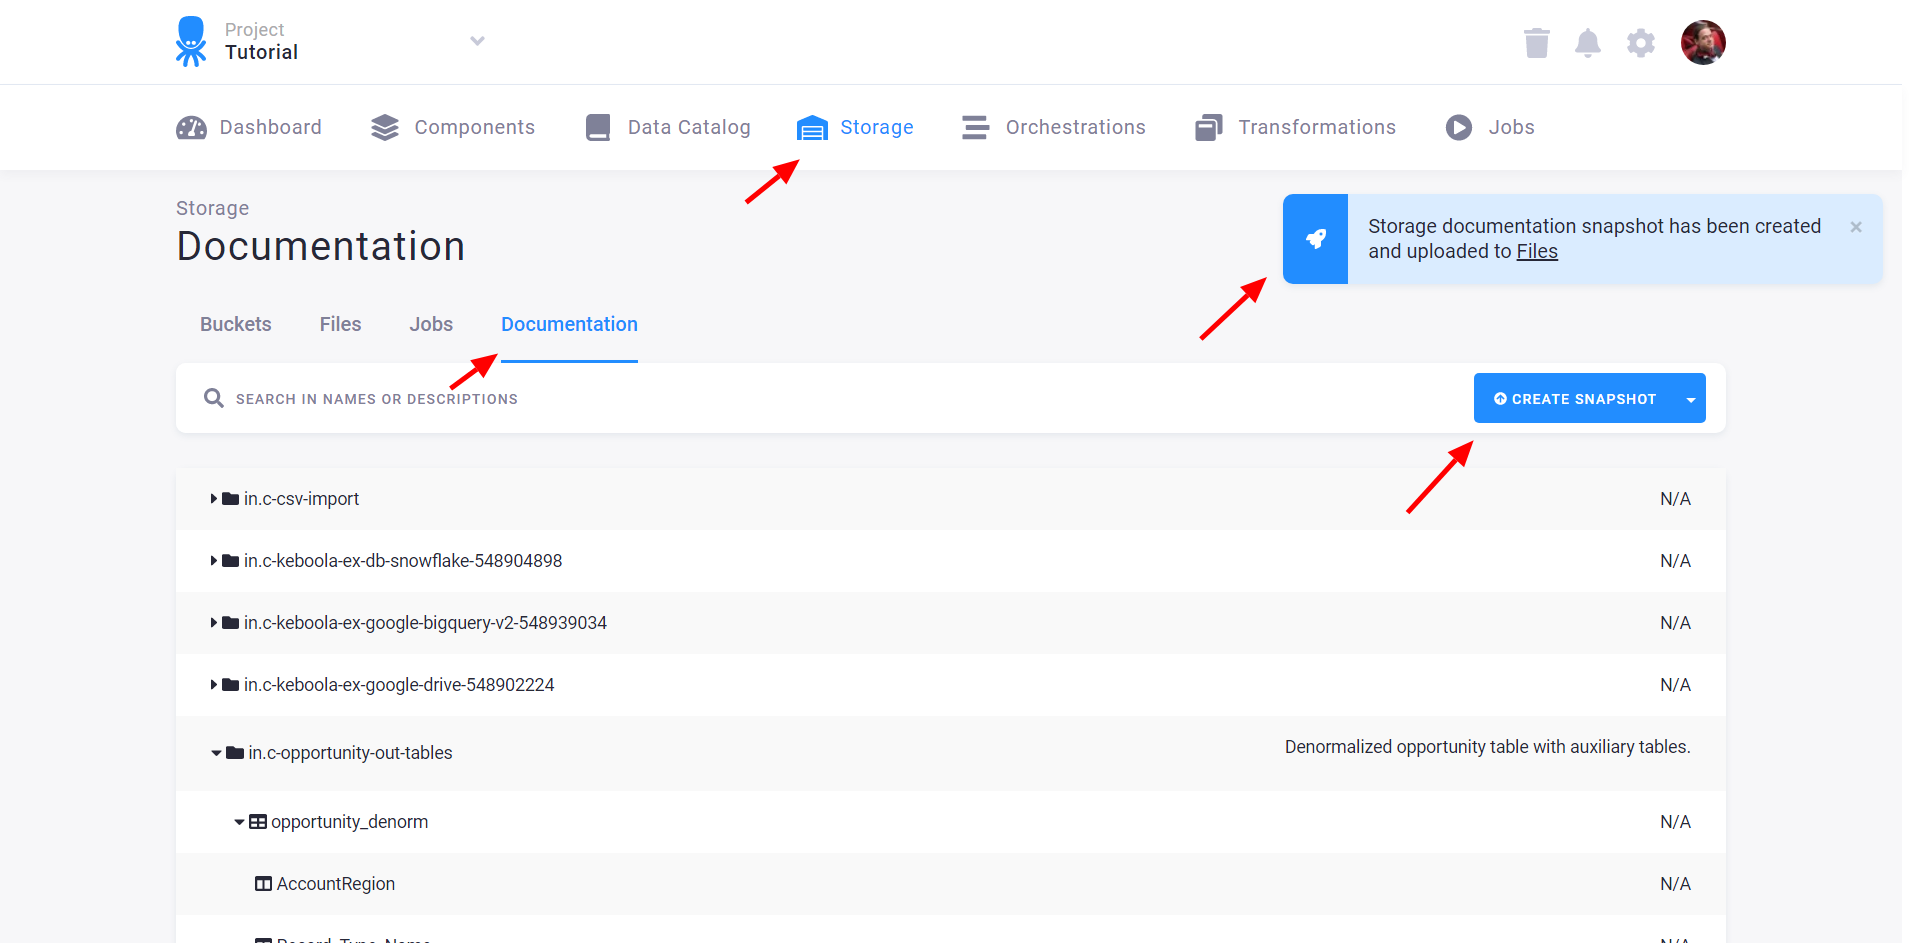 Project
Tutorial
Dashboard
Components
Data Catalog
Storage
Orchestrations
Transformations
Jobs
Storage
Documentation
Storage documentation snapshot has been created
and uploaded to Files
×
Buckets
Files
Jobs
Documentation
SEARCH IN NAMES OR DESCRIPTIONS
CREATE SNAPSHOT
in.c-csv-import
N/A
in.c-keboola-ex-db-snowflake-548904898
N/A
in.c-keboola-ex-google-bigquery-v2-548939034
N/A
in.c-keboola-ex-google-drive-548902224
N/A
in.c-opportunity-out-tables
Denormalized opportunity table with auxiliary tables.
opportunity_denorm
N/A
AccountRegion
N/A